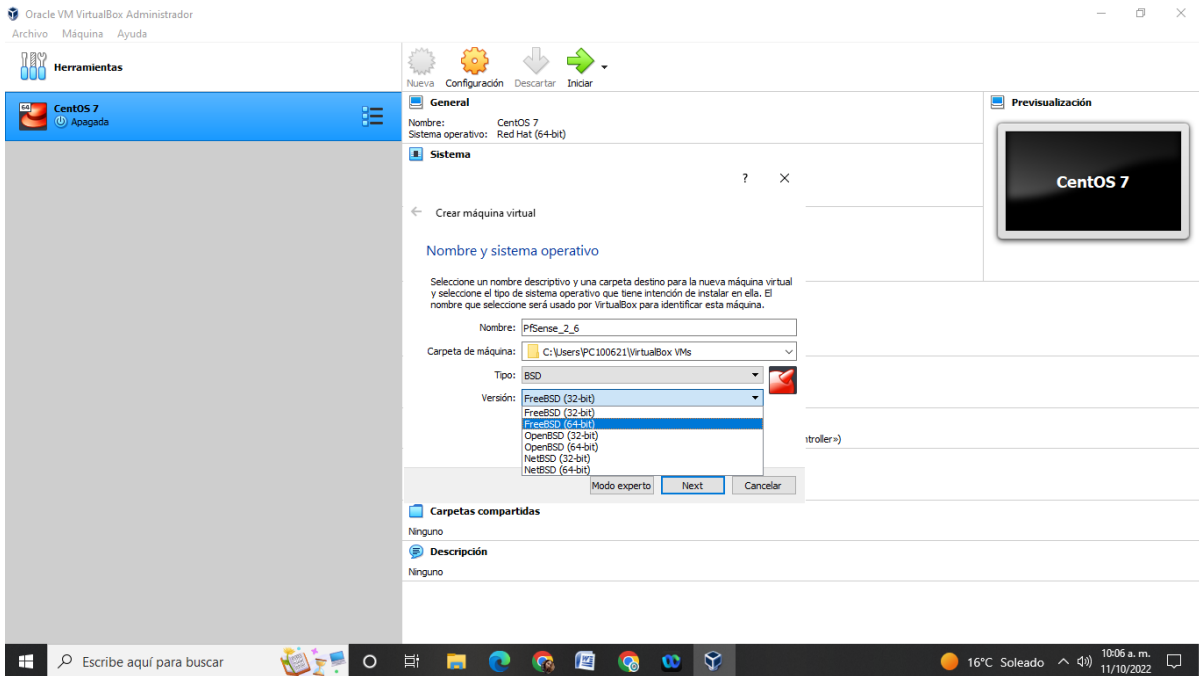 Oracle VM VirtualBox Administrador
Archivo Máquina Ayuda
Herramientas
Nueva Configuración Descartar Iniciar
64
CentOS 7
Apagada
General
Nombre: CentOS 7
Sistema operativo: Red Hat (64-bit)
Previsualización
CentOS 7
Sistema
?
Crear máquina virtual
Nombre y sistema operativo
Seleccione un nombre descriptivo y una carpeta destino para la nueva máquina virtual
y seleccione el tipo de sistema operativo que tiene intención de instalar en ella. El
nombre que seleccione será usado por VirtualBox para identificar esta máquina.
Nombre: PfSense_2_6
Carpeta de máquina: C:\Users\PC100621\VirtualBox VMs
Tipo: BSD
Versión: FreeBSD (32-bit)
FreeBSD (32-bit)
FreeBSD (64-bit)
OpenBSD (32-bit)
OpenBSD (64-bit)
NetBSD (32-bit)
NetBSD (64-bit)
ntroller»)
Modo experto Next Cancelar
Carpetas compartidas
Ninguno
Descripción
Ninguno
Escribe aquí para buscar
16°C Soleado
10:06 a. m.
11/10/2022